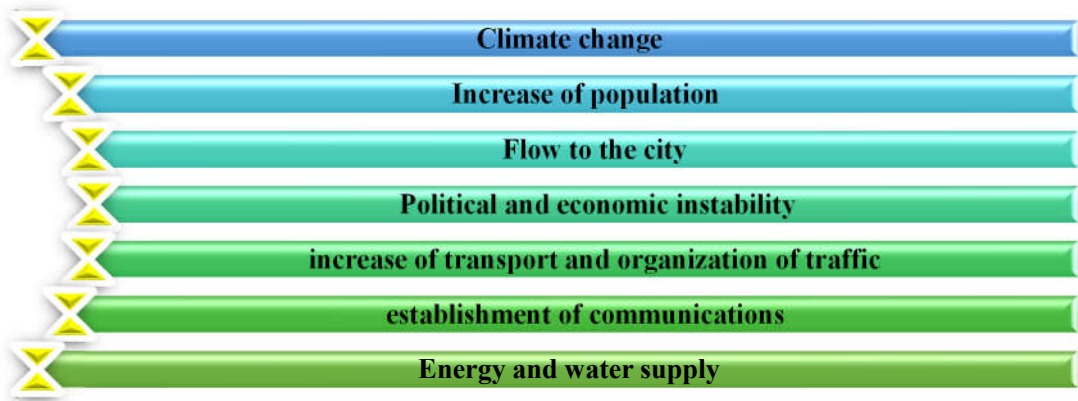 Climate change
Increase of population
Flow to the city
Political and economic instability
increase of transport and organization of traffic
establishment of communications
Energy and water supply